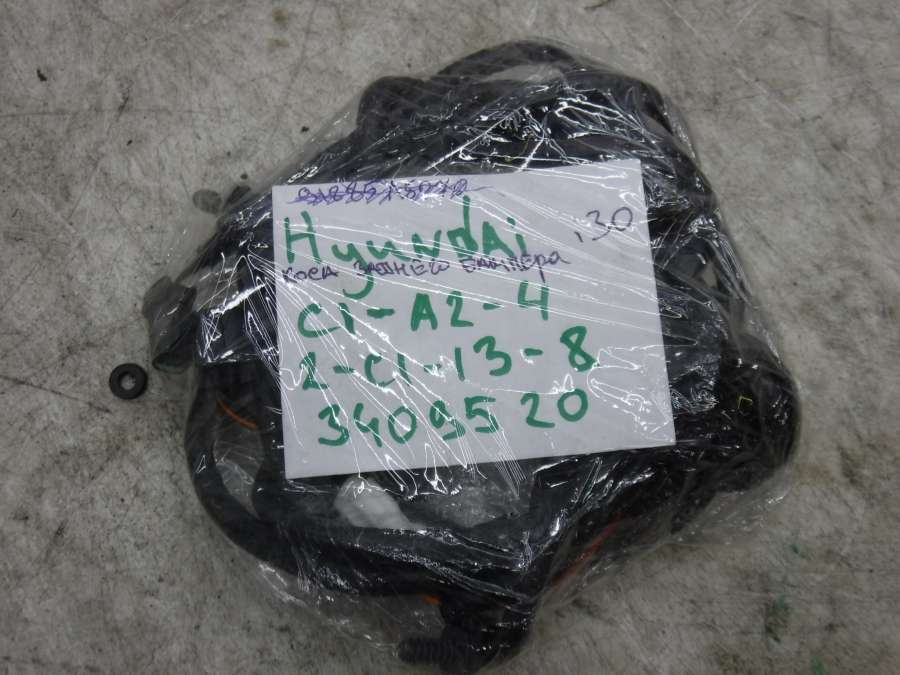 Hyundai
i30
коса заднего бампера
C1-A2-4
2-C1-13-8
3409520